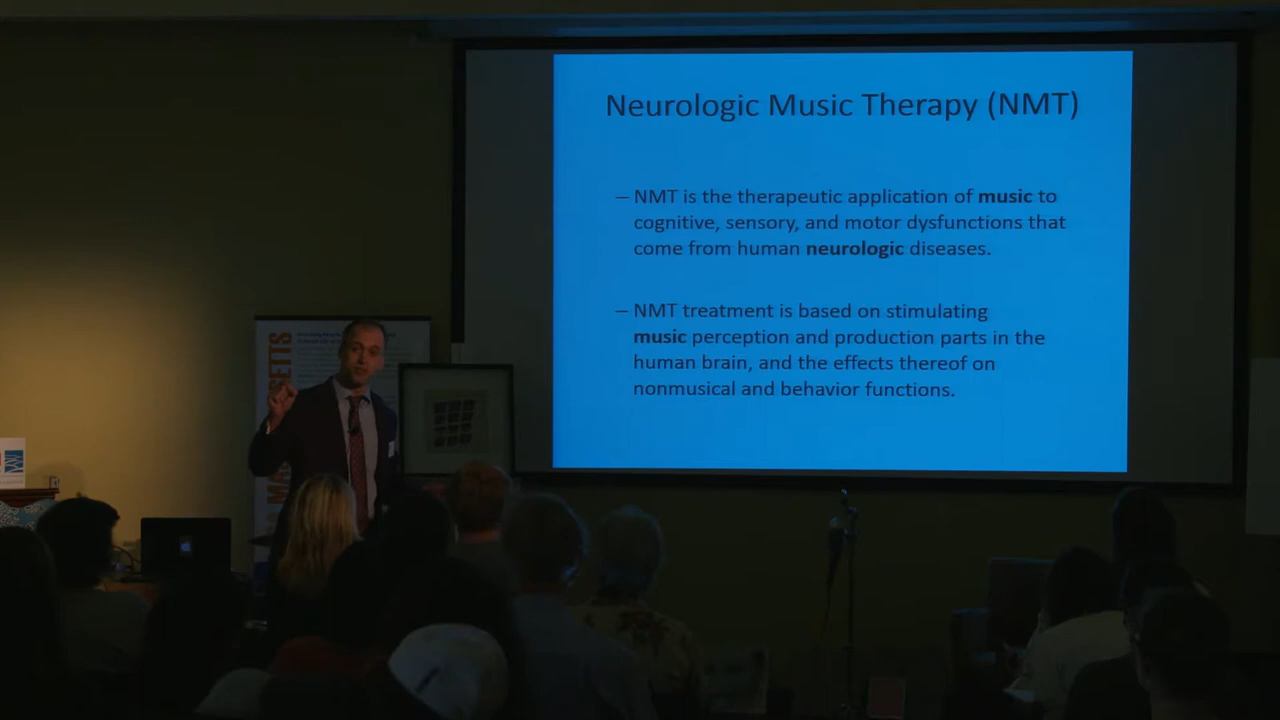 Neurologic Music Therapy (NMT)
– NMT is the therapeutic application of music to
cognitive, sensory, and motor dysfunctions that
come from human neurologic diseases.
– NMT treatment is based on stimulating
music perception and production parts in the
human brain, and the effects thereof on
nonmusical and behavior functions.